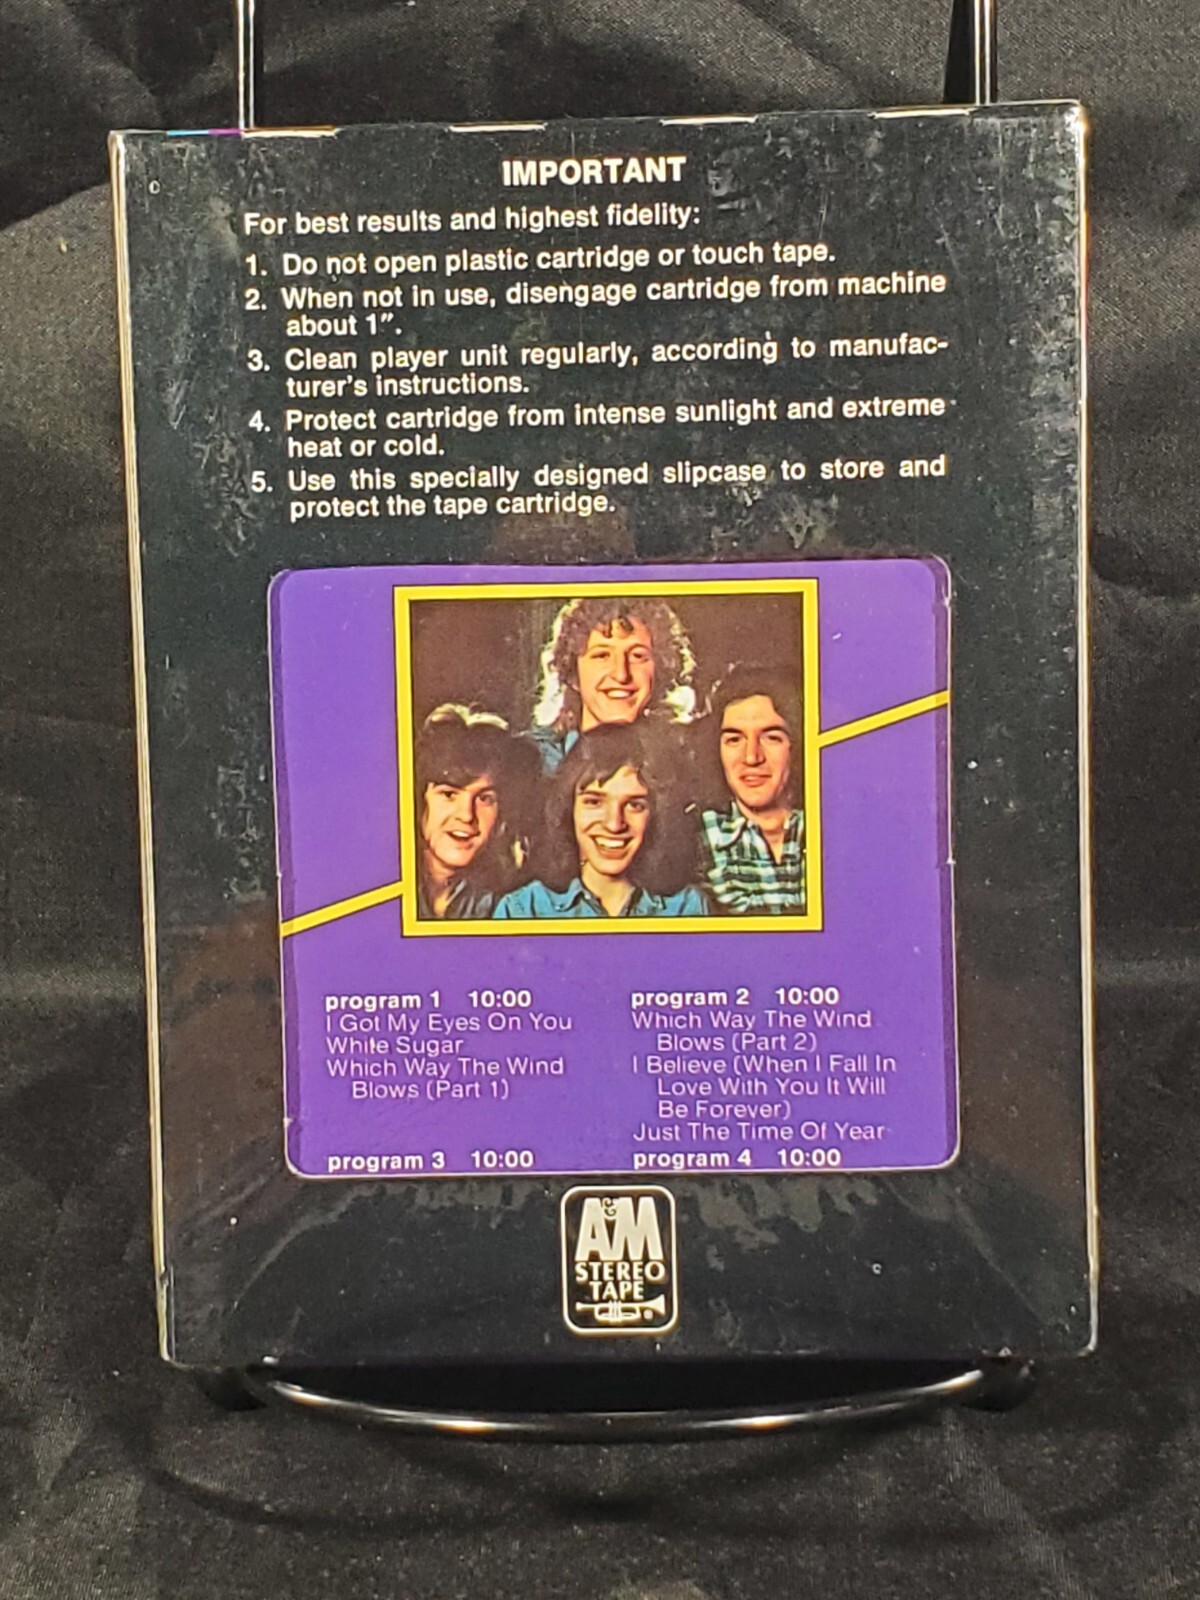 IMPORTANT
For best results and highest fidelity:
1. Do not open plastic cartridge or touch tape.
2. When not in use, disengage cartridge from machine
about 1".
3. Clean player unit regularly, according to manufac-
turer's instructions.
4. Protect cartridge from intense sunlight and extreme
heat or cold.
5. Use this specially designed slipcase to store and
protect the tape cartridge.
program 1 10:00
I Got My Eyes On You
White Sugar
Which Way The Wind
Blows (Part 1)
program 2 10:00
Which Way The Wind
Blows (Part 2)
I Believe (When I Fall In
Love With You It Will
Be Forever)
Just The Time Of Year
program 3 10:00
program 4 10:00
A&M
STEREO
TAPE